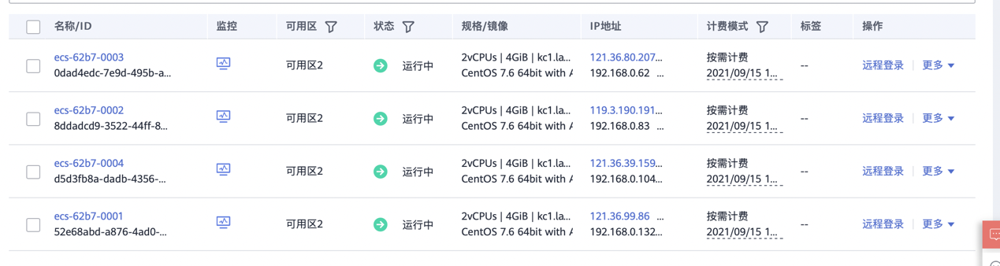 名称/ID 监控 可用区 状态 规格/镜像 IP地址 计费模式 标签 操作
ecs-62b7-0003 2vCPUs | 4GiB | kc1.la... 121.36.80.207... 按需计费
可用区2 运行中 -- 远程登录 更多
0dad4edc-7e9d-495b-a... CentOS 7.6 64bit with A 192.168.0.62 ... 2021/09/15 1...
ecs-62b7-0002 2vCPUs | 4GiB | kc1.la... 119.3.190.191... 按需计费
可用区2 运行中 -- 远程登录 更多
8ddadcd9-3522-44ff-8... CentOS 7.6 64bit with A 192.168.0.83 ... 2021/09/15 1...
ecs-62b7-0004 2vCPUs | 4GiB | kc1.la... 121.36.39.159... 按需计费
可用区2 运行中 -- 远程登录 更多
d5d3fb8a-dadb-4356-... CentOS 7.6 64bit with A 192.168.0.104... 2021/09/15 1...
ecs-62b7-0001 2vCPUs | 4GiB | kc1.la... 121.36.99.86 ... 按需计费
可用区2 运行中 -- 远程登录 更多
52e68abd-a876-4ad0-... CentOS 7.6 64bit with A 192.168.0.132... 2021/09/15 1...